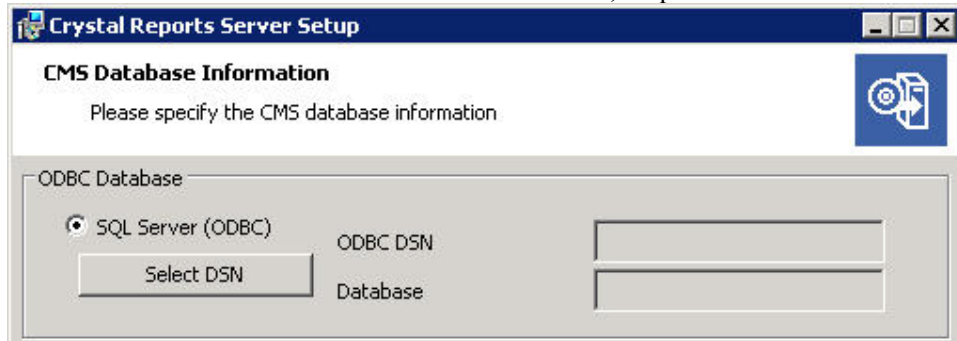 Crystal Reports Server Setup
CMS Database Information
Please specify the CMS database information
ODBC Database
SQL Server (ODBC)
ODBC DSN
Select DSN
Database